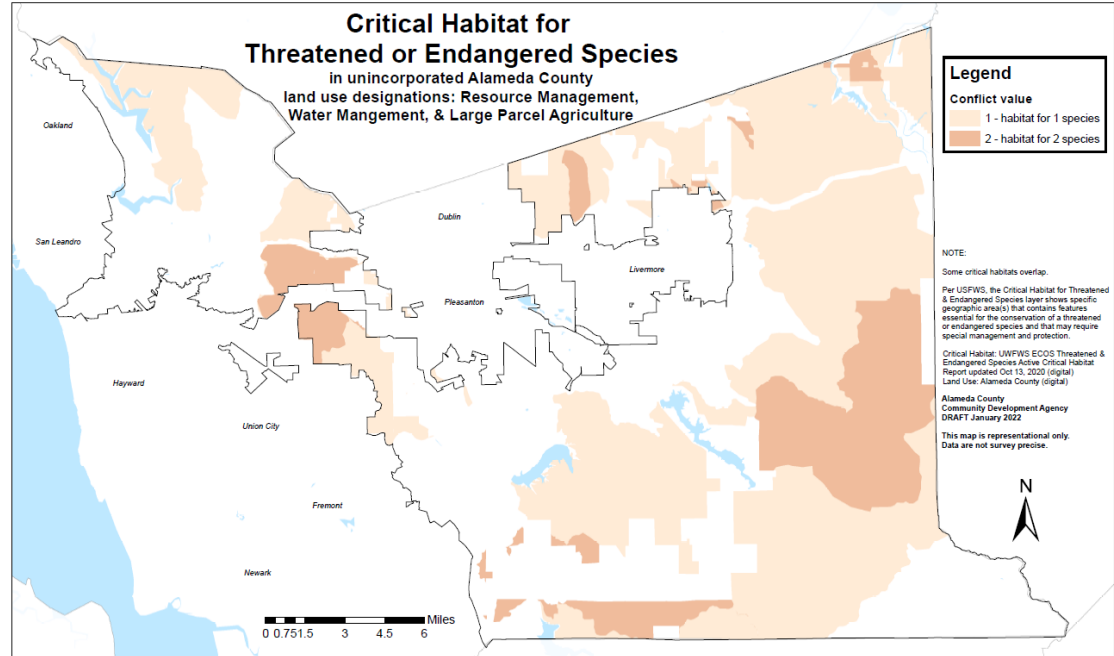 Critical Habitat for
Threatened or Endangered Species
in unincorporated Alameda County
land use designations: Resource Management,
Water Mangement, & Large Parcel Agriculture
Legend
Conflict value
1 - habitat for 1 species
2 - habitat for 2 species
Oakland
San Leandro
Dublin
Livermore
Pleasanton
Hayward
Union City
Fremont
Newark
NOTE:
Some critical habitats overlap.
Per USFWS, the Critical Habitat for Threatened
& Endangered Species layer shows specific
geographic area(s) that contains features
essential for the conservation of a threatened
or endangered species and that may require
special management and protection.
Critical Habitat: UWFWS ECOS Threatened &
Endangered Species Active Critical Habitat
Report updated Oct 13, 2020 (digital)
Land Use: Alameda County (digital)
Alameda County
Community Development Agency
DRAFT January 2022
This map is representational only.
Data are not survey precise.
N
Miles
0 0.751.5 3 4.5 6